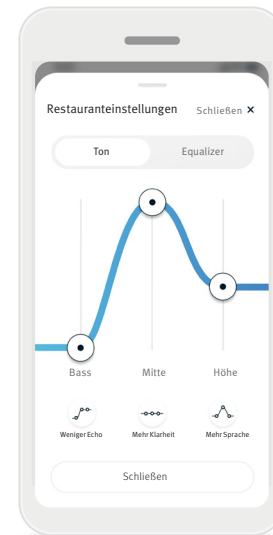 Restauranteinstellungen Schließen ×
Ton Equalizer
Bass Mitte Höhe
Weniger Echo Mehr Klarheit Mehr Sprache
Schließen